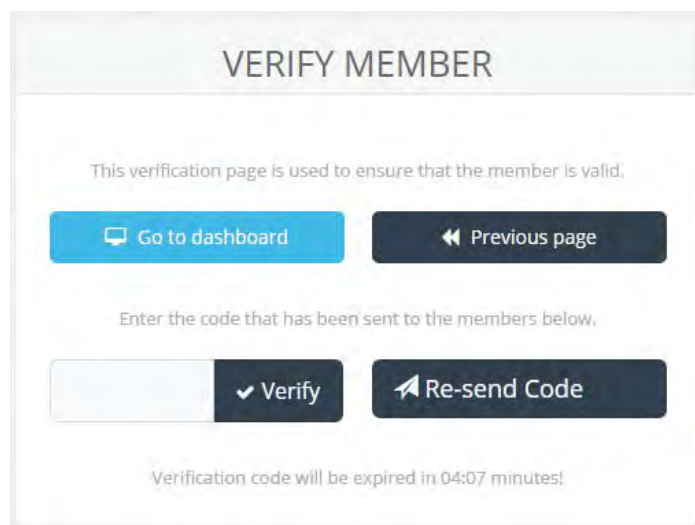 VERIFY MEMBER
This verification page is used to ensure that the member is valid.
Go to dashboard
Previous page
Enter the code that has been sent to the members below.
Verify
Re-send Code
Verification code will be expired in 04:07 minutes!